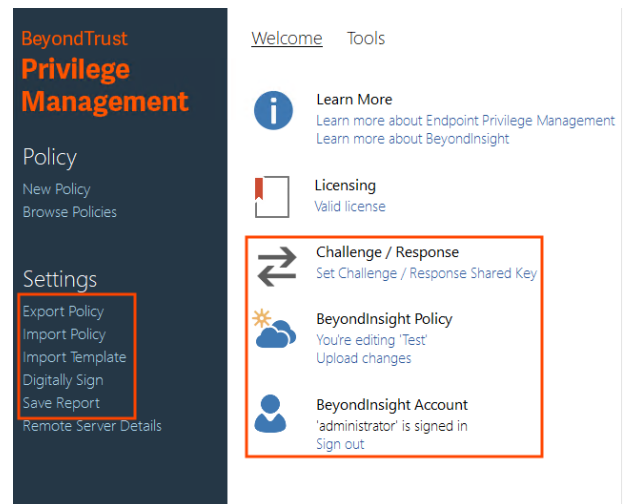 BeyondTrust
Privilege
Management
Policy
New Policy
Browse Policies
Settings
Export Policy
Import Policy
Import Template
Digitally Sign
Save Report
Remote Server Details
Welcome Tools
Learn More
Learn more about Endpoint Privilege Management
Learn more about BeyondInsight
Licensing
Valid license
Challenge / Response
Set Challenge / Response Shared Key
BeyondInsight Policy
You're editing 'Test'
Upload changes
BeyondInsight Account
'administrator' is signed in
Sign out